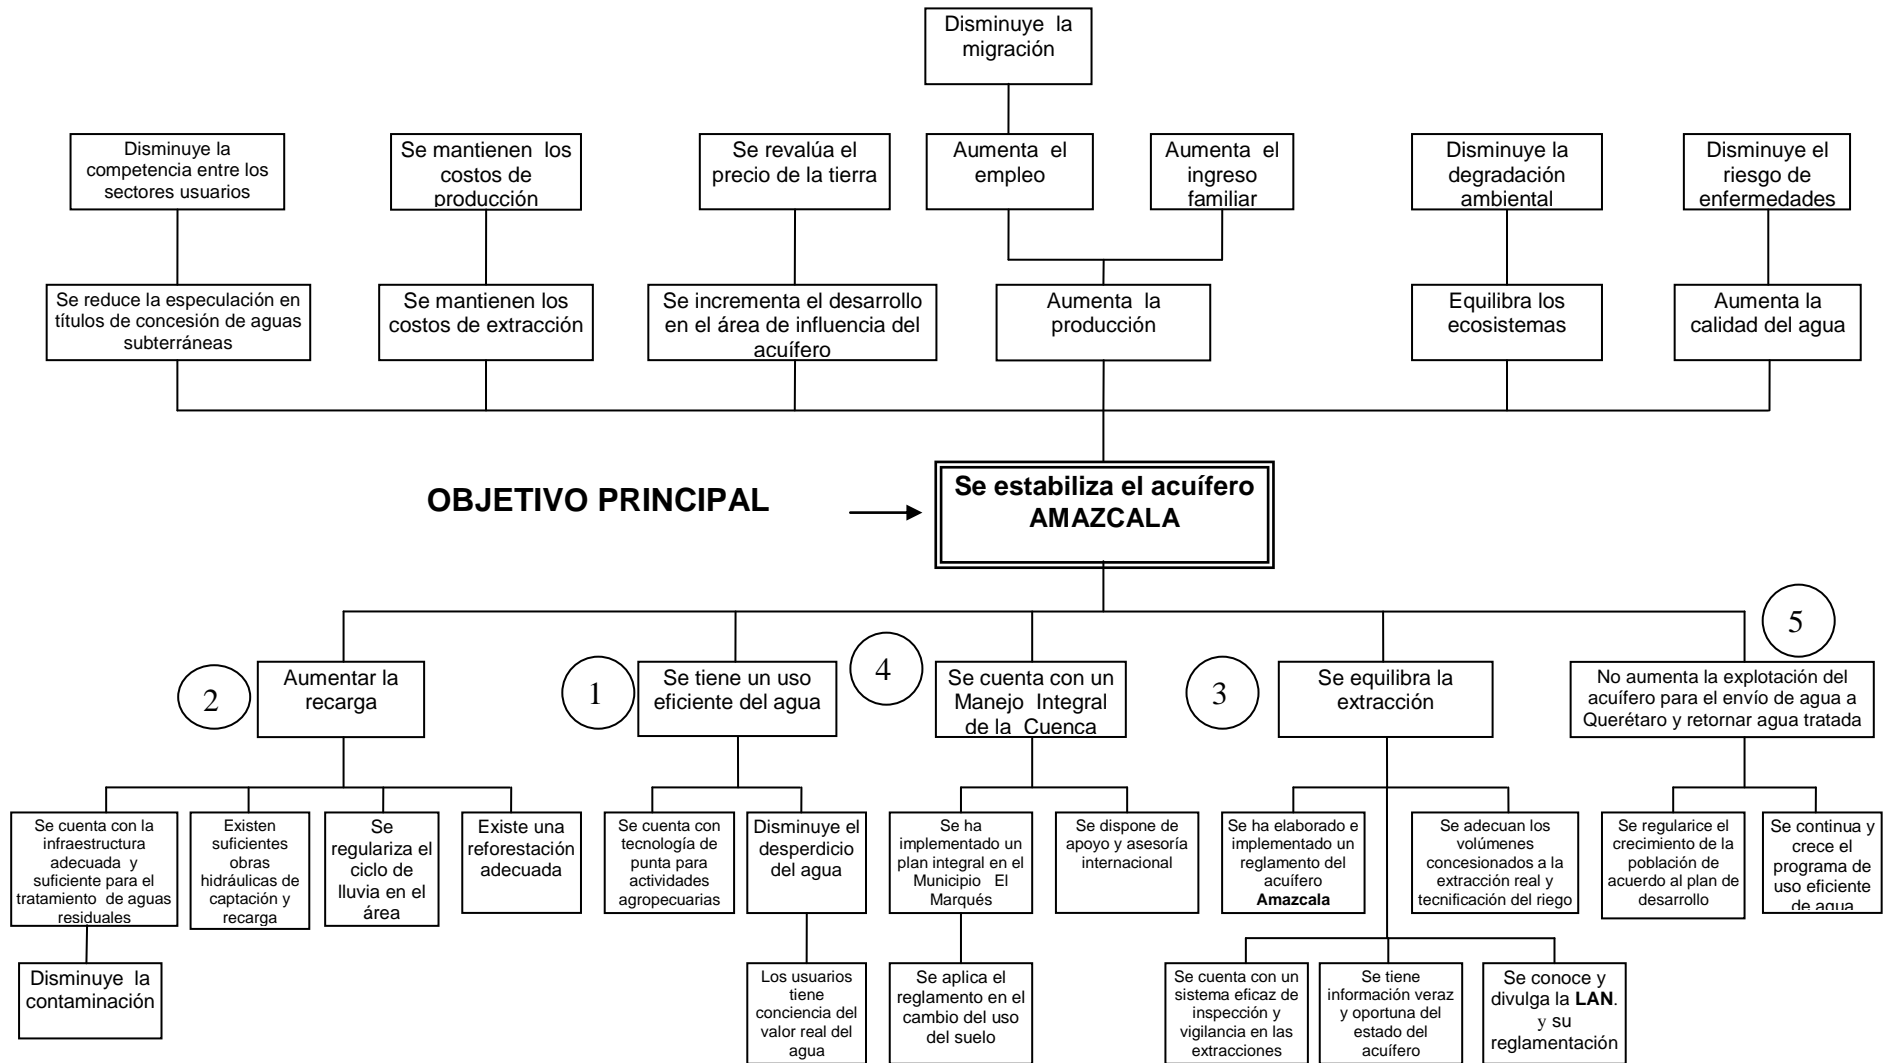 Disminuye la
migración
Disminuye la
competencia entre los
sectores usuarios
Se mantienen los
costos de
producción
Se revalúa el
precio de la tierra
Aumenta el
empleo
Aumenta el
ingreso
familiar
Disminuye la
degradación
ambiental
Disminuye el
riesgo de
enfermedades
Se reduce la especulación en
títulos de concesión de aguas
subterráneas
Se mantienen los
costos de extracción
Se incrementa el desarrollo
en el área de influencia del
acuífero
Aumenta la
producción
Equilibra los
ecosistemas
Aumenta la
calidad del agua
OBJETIVO PRINCIPAL
Se estabiliza el acuífero
AMAZCALA
2
Aumentar la
recarga
1
Se tiene un uso
eficiente del agua
4
Se cuenta con un
Manejo Integral
de la Cuenca
3
Se equilibra la
extracción
5
No aumenta la explotación del
acuífero para el envío de agua a
Querétaro y retornar agua tratada
Se cuenta con la
infraestructura
adecuada y
suficiente para el
tratamiento de aguas
residuales
Existen
suficientes
obras
hidráulicas de
captación y
recarga
Se
regulariza el
ciclo de
lluvia en el
área
Existe una
reforestación
adecuada
Se cuenta con
tecnología de
punta para
actividades
agropecuarias
Disminuye el
desperdicio
del agua
Se ha
implementado un
plan integral en el
Municipio El
Marqués
Se dispone de
apoyo y asesoría
internacional
Se ha elaborado e
implementado un
reglamento del
acuífero
Amazcala
Se adecuan los
volúmenes
concesionados a la
extracción real y
tecnificación del riego
Se regularice el
crecimiento de la
población de
acuerdo al plan de
desarrollo
Se continua y
crece el
programa de
uso eficiente
de agua
Disminuye la
contaminación
Los usuarios
tiene
conciencia del
valor real del
agua
Se aplica el
reglamento en el
cambio del uso
del suelo
Se cuenta con un
sistema eficaz de
inspección y
vigilancia en las
extracciones
Se tiene
información veraz
y oportuna del
estado del
acuífero
Se conoce y
divulga la LAN.
y su
reglamentación